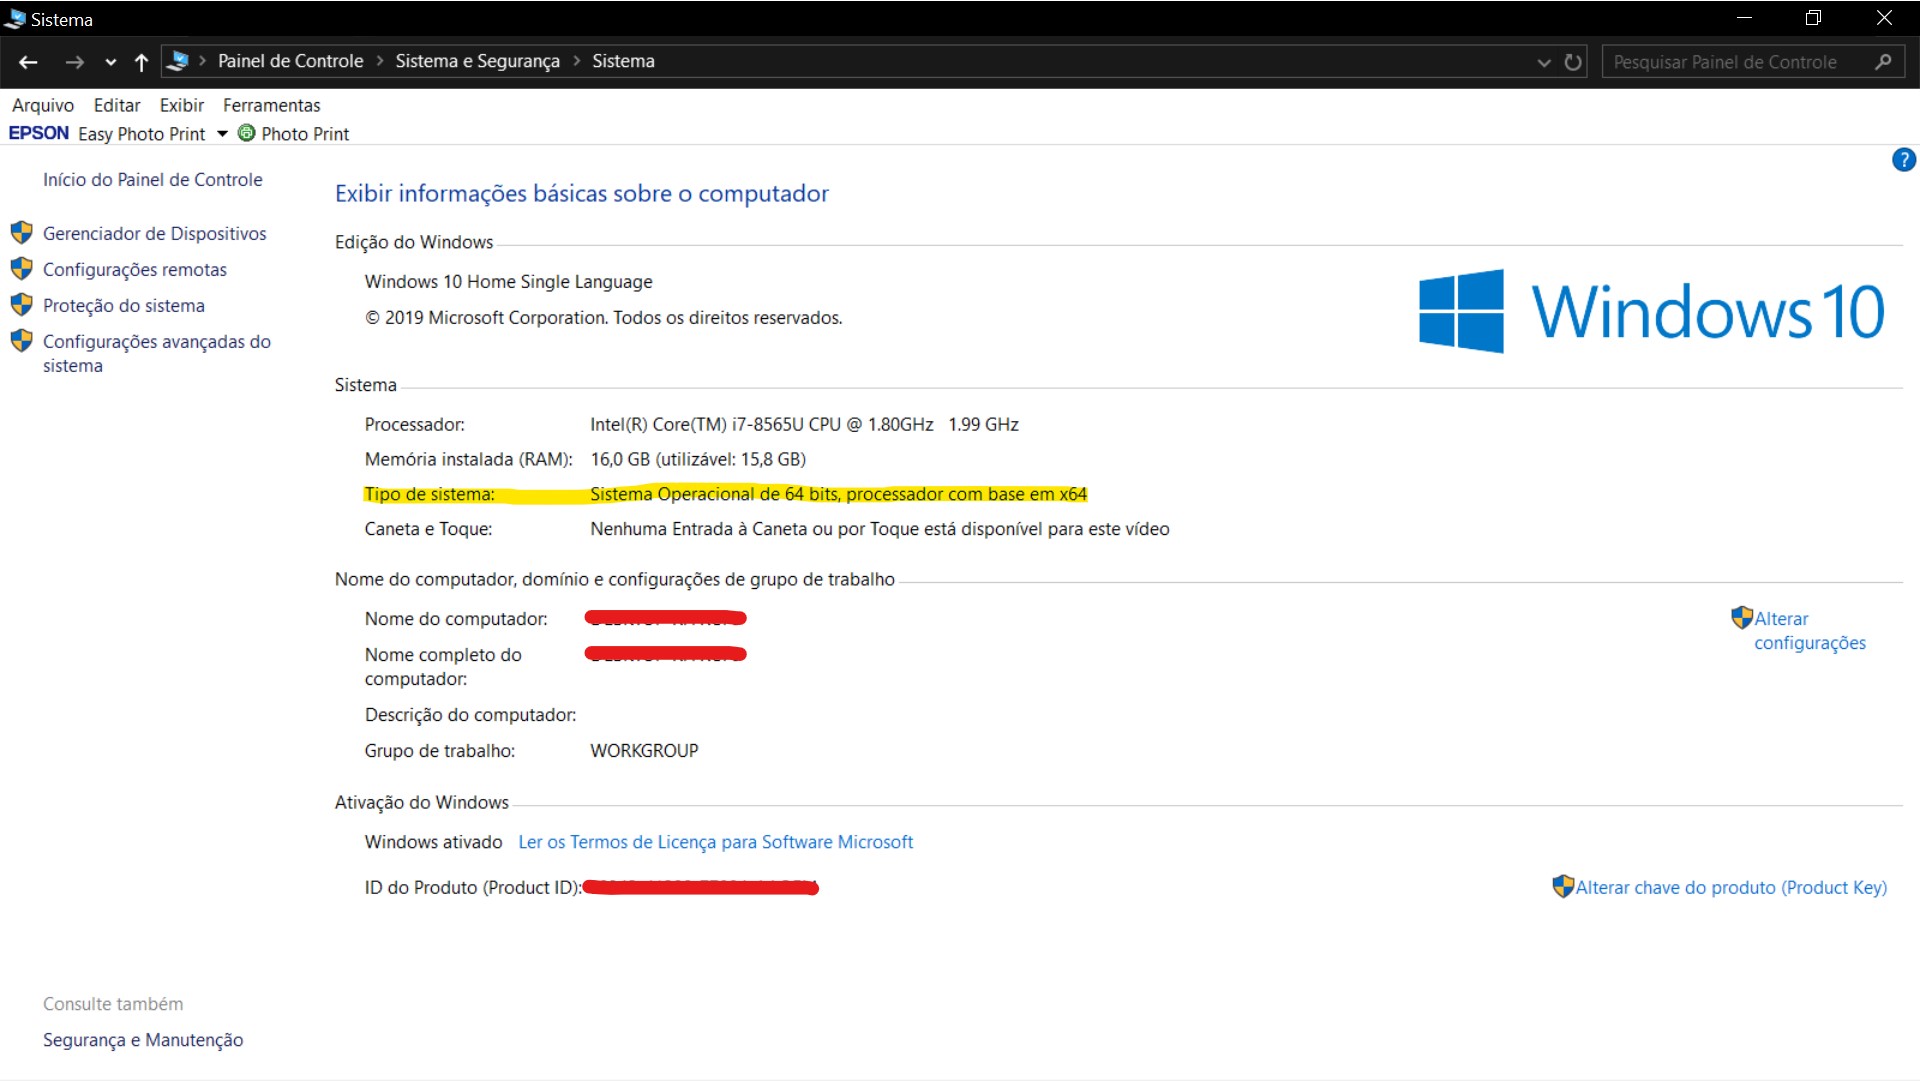 Sistema
Painel de Controle > Sistema e Segurança > Sistema
Pesquisar Painel de Controle
Arquivo Editar Exibir Ferramentas
EPSON Easy Photo Print Photo Print
?
Início do Painel de Controle
Gerenciador de Dispositivos
Configurações remotas
Proteção do sistema
Configurações avançadas do
sistema
Exibir informações básicas sobre o computador
Edição do Windows
Windows 10 Home Single Language
© 2019 Microsoft Corporation. Todos os direitos reservados.
Windows 10
Sistema
Processador: Intel(R) Core(TM) i7-8565U CPU @ 1.80GHz 1.99 GHz
Memória instalada (RAM): 16,0 GB (utilizável: 15,8 GB)
Tipo de sistema: Sistema Operacional de 64 bits, processador com base em x64
Caneta e Toque: Nenhuma Entrada à Caneta ou por Toque está disponível para este vídeo
Nome do computador, domínio e configurações de grupo de trabalho
Nome do computador:
Nome completo do
computador:
Descrição do computador:
Grupo de trabalho: WORKGROUP
Alterar
configurações
Ativação do Windows
Windows ativado Ler os Termos de Licença para Software Microsoft
ID do Produto (Product ID):
Alterar chave do produto (Product Key)
Consulte também
Segurança e Manutenção